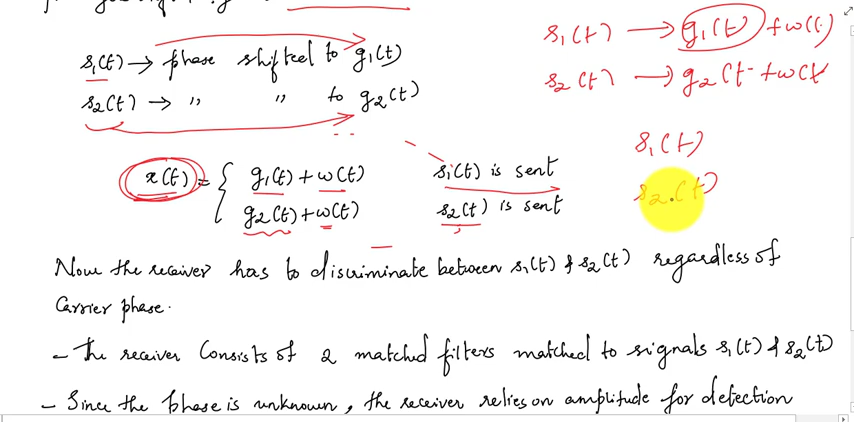 s₁(t) → phase shifted to g₁(t)
s₂(t) → " " to g₂(t)
s₁(t) → g₁(t) + w(t)
s₂(t) → g₂(t) + w(t)
s₁(t)
s₂(t)
x(t) = { g₁(t) + w(t) s₁(t) is sent
g₂(t) + w(t) s₂(t) is sent
Now the receiver has to discriminate between s₁(t) & s₂(t) regardless of
Carrier phase.
- The receiver Consists of 2 matched filters matched to signals s₁(t) & s₂(t)
- Since the Phase is unknown, the receiver relies on amplitude for detection